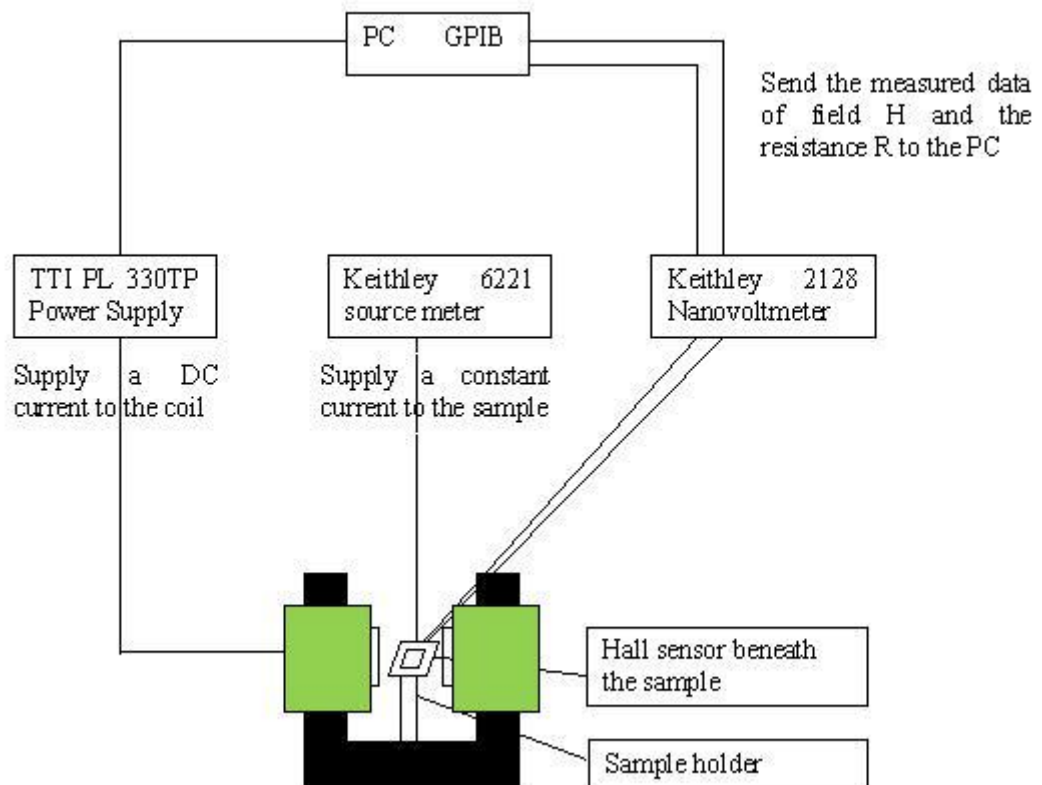 PC GPIB
Send the measured data
of field H and the
resistance R to the PC
TTI PL 330TP
Power Supply
Keithley 6221
source meter
Keithley 2128
Nanovoltmeter
Supply a DC
current to the coil
Supply a constant
current to the sample
Hall sensor beneath
the sample
Sample holder